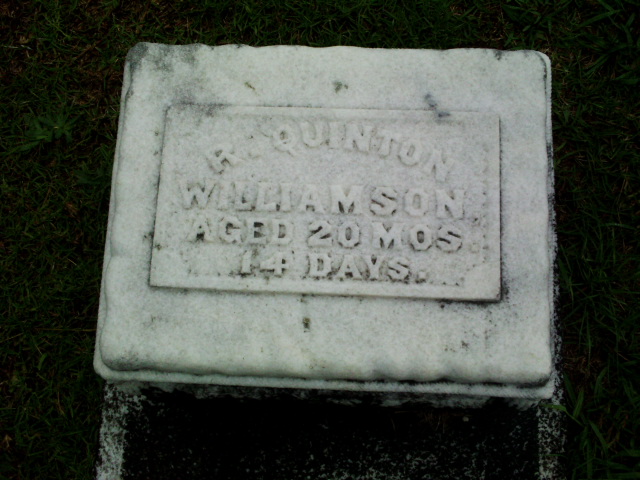 R. QUINTON
WILLIAMSON.
AGED 20 MOS.
14 DAYS.